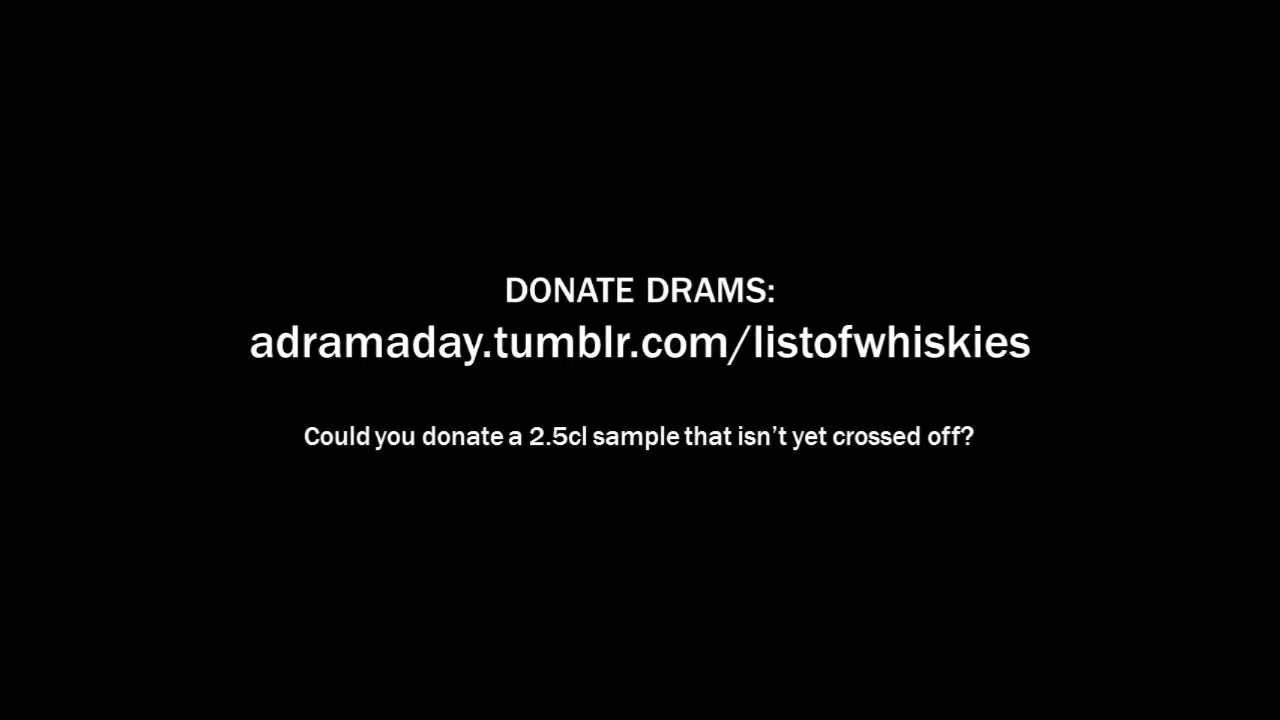 DONATE DRAMS:
adramaday.tumblr.com/listofwhiskies
Could you donate a 2.5cl sample that isn’t yet crossed off?